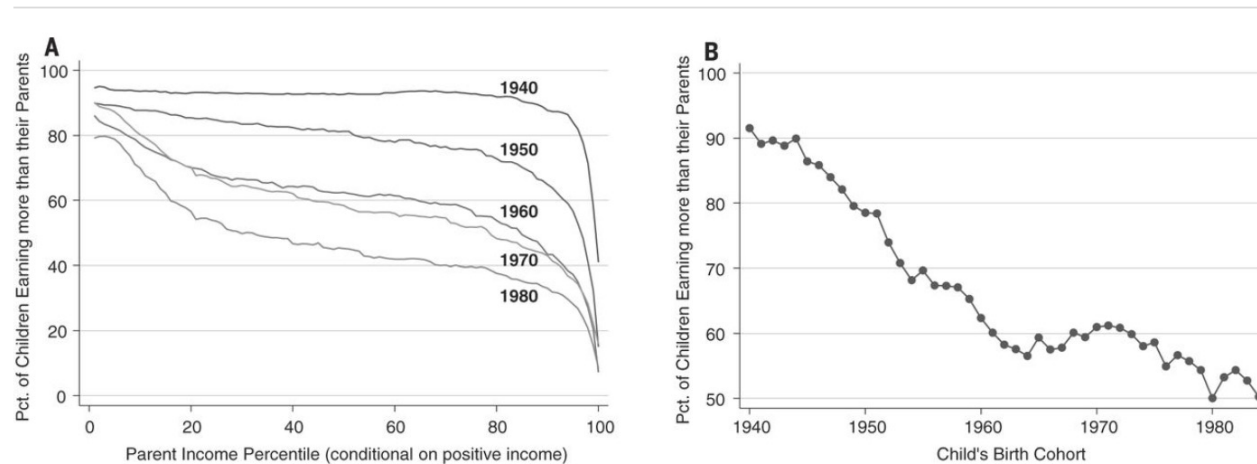 A
Pct. of Children Earning more than their Parents
100
80
60
40
20
0
1940
1950
1960
1970
1980
0 20 40 60 80 100
Parent Income Percentile (conditional on positive income)
B
Pct. of Children Earning more than their Parents
100
90
80
70
60
50
1940 1950 1960 1970 1980
Child's Birth Cohort